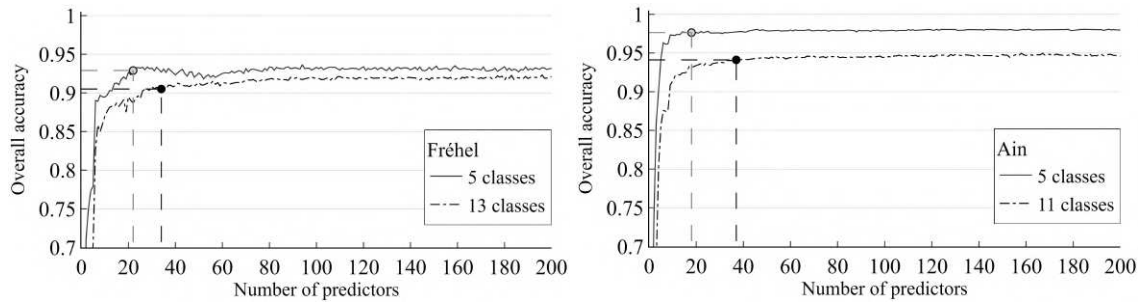 1
0.95
0.9
0.85
0.8
0.75
0.7
Overall accuracy
0 20 40 60 80 100 120 140 160 180 200
Number of predictors
Fréhel
5 classes
13 classes
1
0.95
0.9
0.85
0.8
0.75
0.7
Overall accuracy
0 20 40 60 80 100 120 140 160 180 200
Number of predictors
Ain
5 classes
11 classes